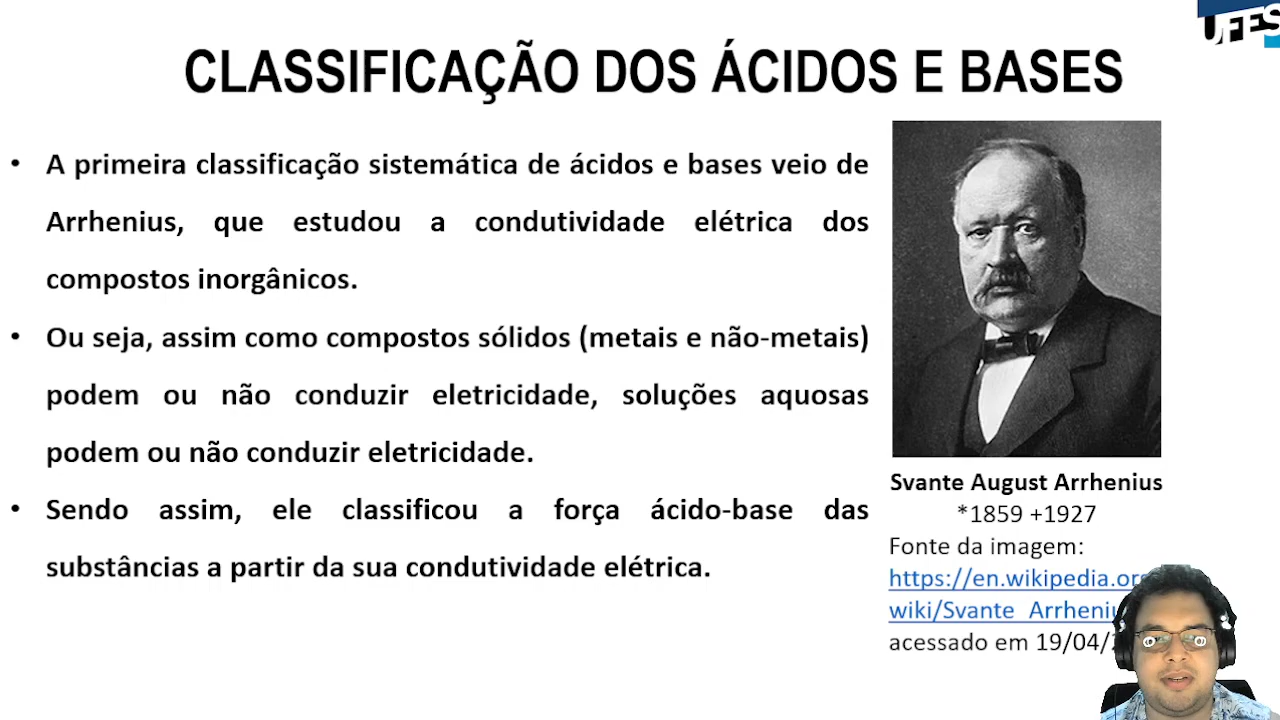 UFES
CLASSIFICAÇÃO DOS ÁCIDOS E BASES
• A primeira classificação sistemática de ácidos e bases veio de
Arrhenius, que estudou a condutividade elétrica dos
compostos inorgânicos.
• Ou seja, assim como compostos sólidos (metais e não-metais)
podem ou não conduzir eletricidade, soluções aquosas
podem ou não conduzir eletricidade.
• Sendo assim, ele classificou a força ácido-base das
substâncias a partir da sua condutividade elétrica.
Svante August Arrhenius
*1859 +1927
Fonte da imagem:
https://en.wikipedia.org
wiki/Svante_Arrheniu
acessado em 19/04/